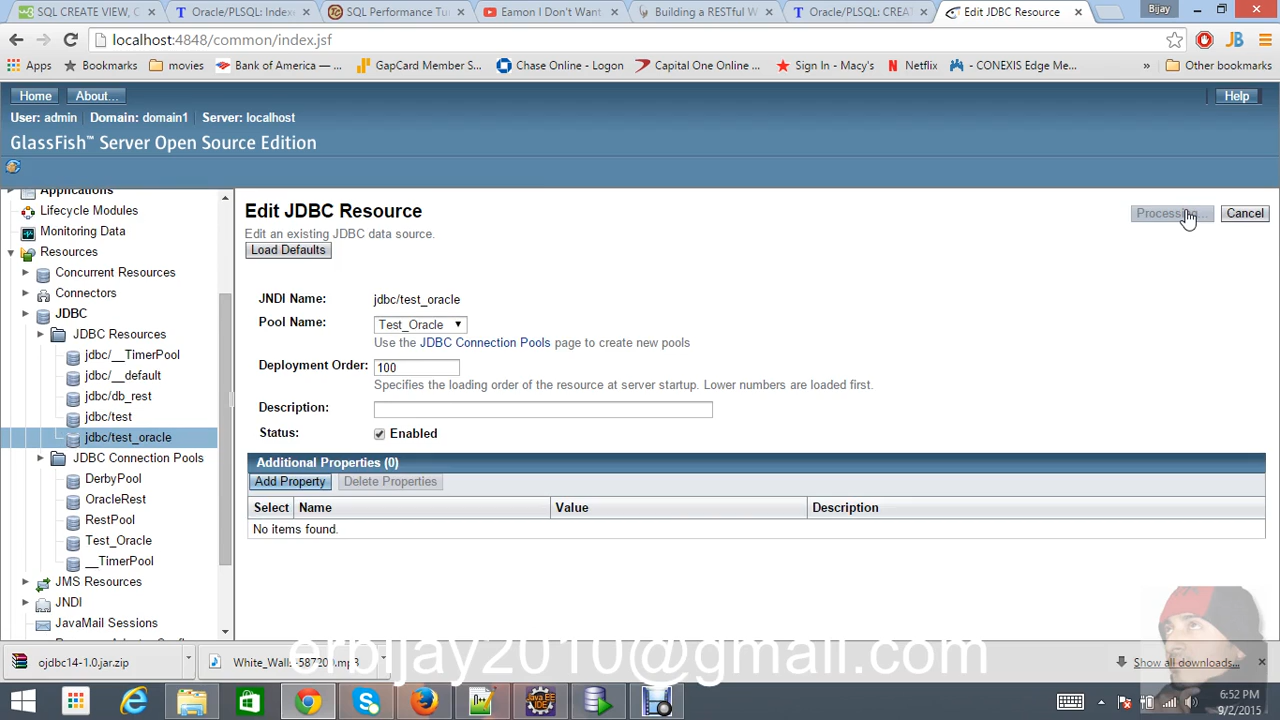 SQL CREATE VIEW, C
Oracle/PLSQL: Index
SQL Performance Tu
Eamon I Don't Want
Building a RESTful W
Oracle/PLSQL: CREAT
Edit JDBC Resource
Bijay
localhost:4848/common/index.jsf
Apps
Bookmarks
movies
Bank of America — ...
GapCard Member S...
Chase Online - Logon
Capital One Online ...
Sign In - Macy's
Netflix
- CONEXIS Edge Me...
» Other bookmarks
Home About... Help
User: admin Domain: domain1 Server: localhost
GlassFish™ Server Open Source Edition
Applications
Lifecycle Modules
Monitoring Data
Resources
Concurrent Resources
Connectors
JDBC
JDBC Resources
jdbc/__TimerPool
jdbc/__default
jdbc/db_rest
jdbc/test
jdbc/test_oracle
JDBC Connection Pools
DerbyPool
OracleRest
RestPool
Test_Oracle
__TimerPool
JMS Resources
JNDI
JavaMail Sessions
Edit JDBC Resource
Cancel
Edit an existing JDBC data source.
Load Defaults
JNDI Name: jdbc/test_oracle
Pool Name: Test_Oracle
Use the JDBC Connection Pools page to create new pools
Deployment Order: 100
Specifies the loading order of the resource at server startup. Lower numbers are loaded first.
Description:
Status: Enabled
Additional Properties (0)
Add Property Delete Properties
Select Name Value Description
No items found.
erbijay2010@gmail.com
ojdbc14-1.0.jar.zip
Show all downloads...
Java EE
IDE
6:52 PM
9/2/2015